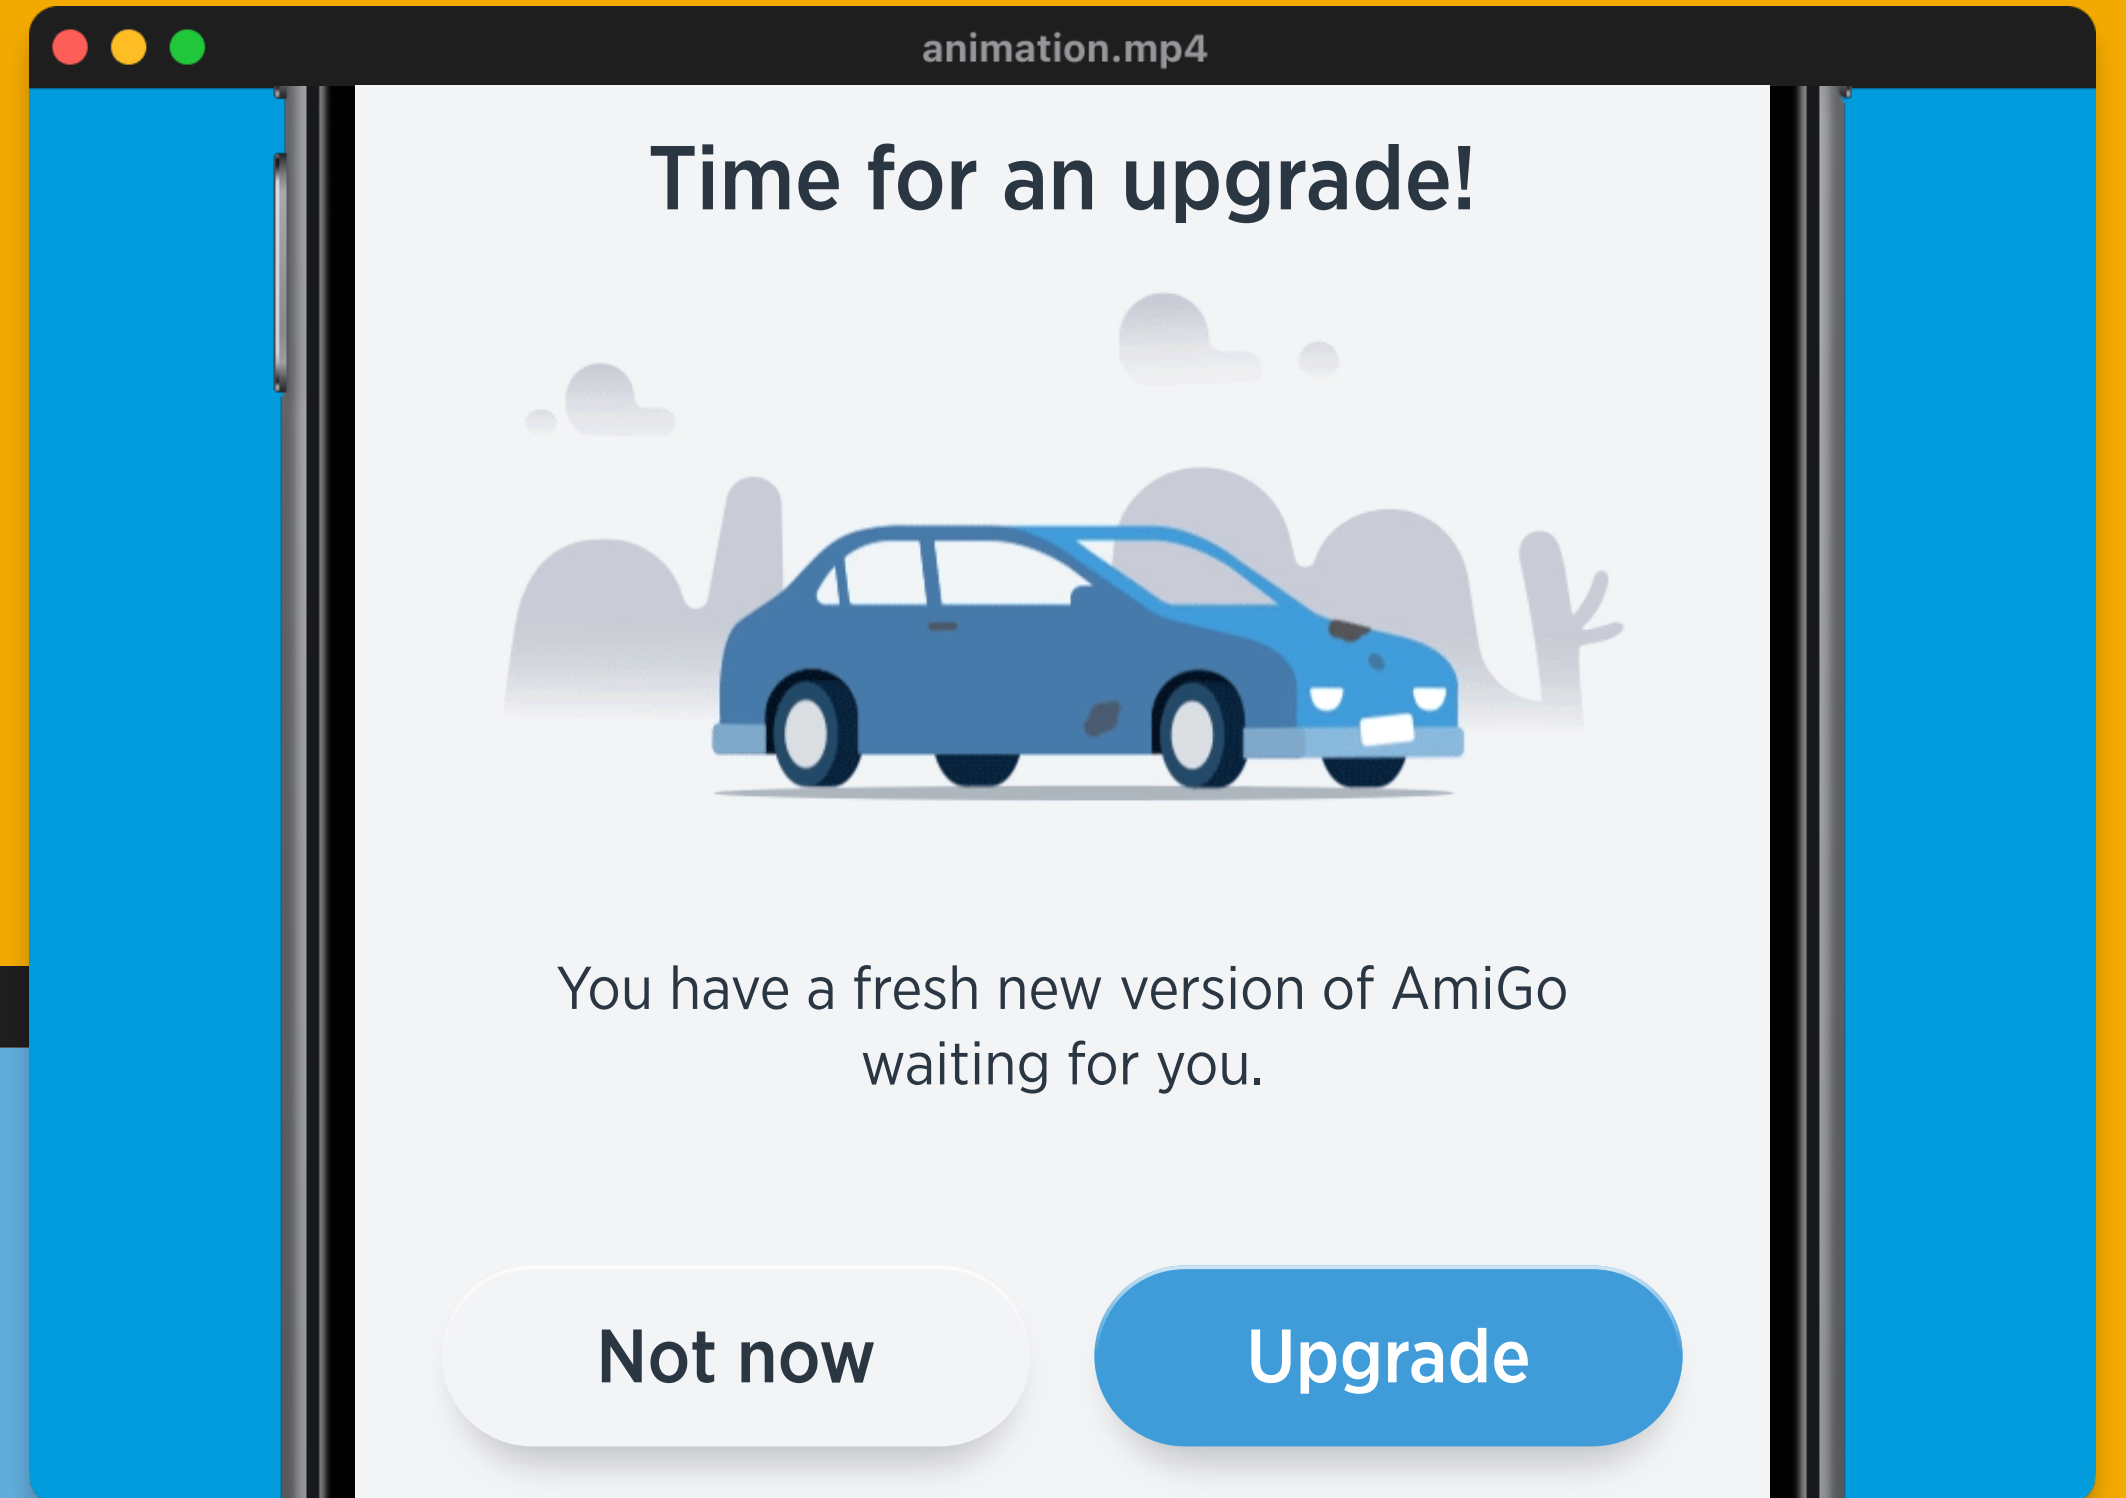 animation.mp4
Time for an upgrade!
You have a fresh new version of AmiGo
waiting for you.
Not now
Upgrade